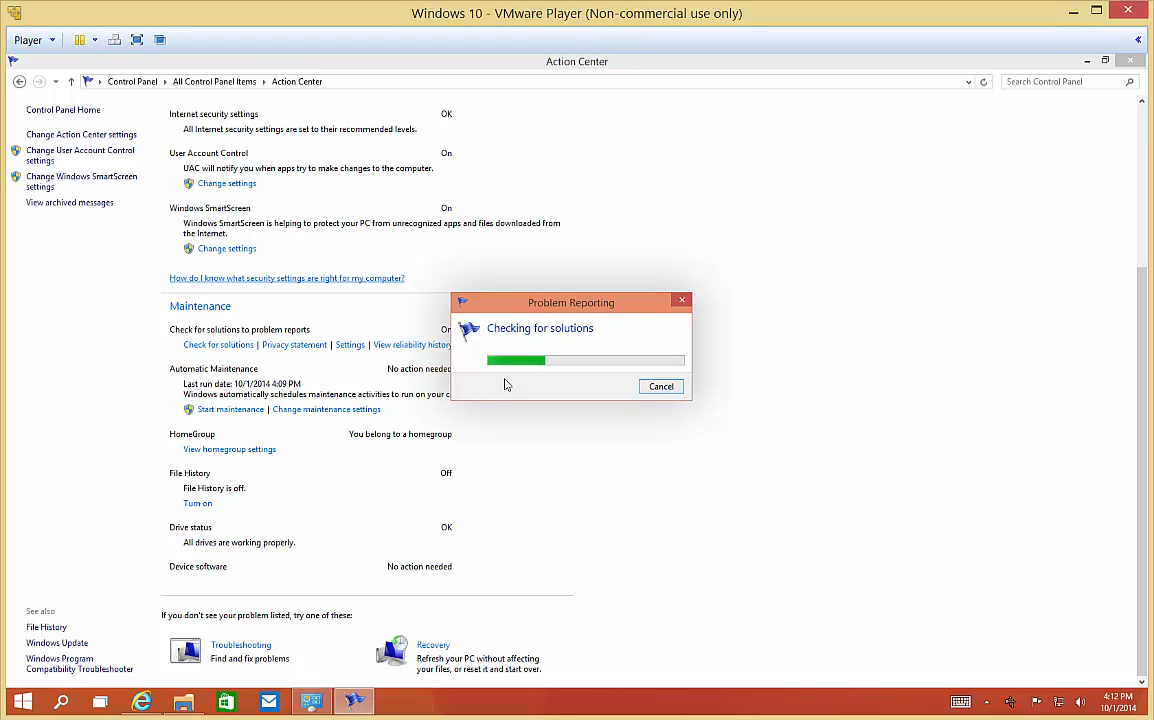 Windows 10 - VMware Player (Non-commercial use only)
Player
Action Center
Control Panel
All Control Panel Items
Action Center
Search Control Panel
Control Panel Home
Change Action Center settings
Change User Account Control
settings
Change Windows SmartScreen
settings
View archived messages
Internet security settings OK
All Internet security settings are set to their recommended levels.
User Account Control On
UAC will notify you when apps try to make changes to the computer.
Change settings
Windows SmartScreen On
Windows SmartScreen is helping to protect your PC from unrecognized apps and files downloaded from
the Internet.
Change settings
How do I know what security settings are right for my computer?
Maintenance
Check for solutions to problem reports On
Check for solutions | Privacy statement | Settings | View reliability history
Automatic Maintenance No action needed
Last run date: 10/1/2014 4:09 PM
Windows automatically schedules maintenance activities to run on your c
Start maintenance | Change maintenance settings
HomeGroup You belong to a homegroup
View homegroup settings
File History Off
File History is off.
Turn on
Drive status OK
All drives are working properly.
Device software No action needed
Problem Reporting
Checking for solutions
Cancel
If you don't see your problem listed, try one of these:
Troubleshooting
Find and fix problems
Recovery
Refresh your PC without affecting
your files, or reset it and start over.
See also
File History
Windows Update
Windows Program
Compatibility Troubleshooter
4:12 PM
10/1/2014